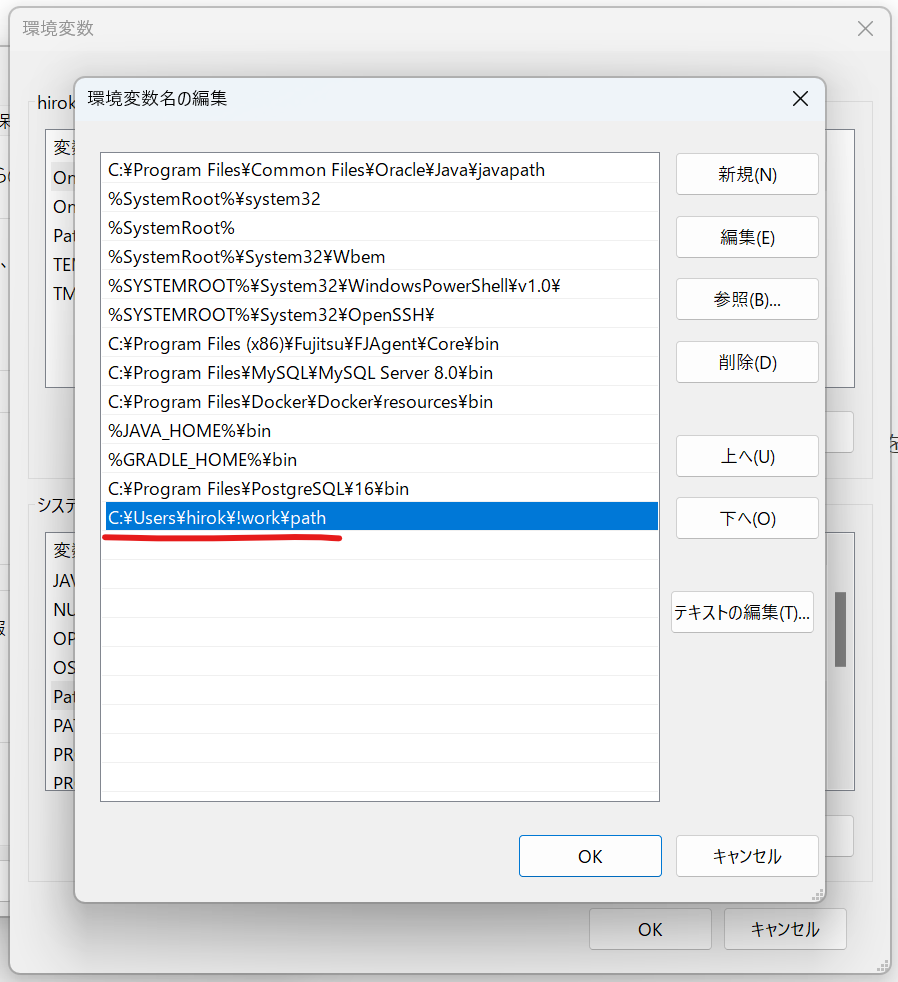 環境変数
環境変数名の編集
hirok
変
On
On
Pat
TEM
TM
C:¥Program Files¥Common Files¥Oracle¥Java¥javapath
%SystemRoot%¥system32
%SystemRoot%
%SystemRoot%¥System32¥Wbem
%SYSTEMROOT%¥System32¥WindowsPowerShell¥v1.0¥
%SYSTEMROOT%¥System32¥OpenSSH¥
C:¥Program Files (x86)¥Fujitsu¥FJAgent¥Core¥bin
C:¥Program Files¥MySQL¥MySQL Server 8.0¥bin
C:¥Program Files¥Docker¥Docker¥resources¥bin
%JAVA_HOME%¥bin
%GRADLE_HOME%¥bin
C:¥Program Files¥PostgreSQL¥16¥bin
C:¥Users¥hirok¥!work¥path
新規(N)
編集(E)
参照(B)...
削除(D)
上へ(U)
下へ(O)
テキストの編集(T)...
システ
変
JAV
NU
OP
OS
Pat
PA
PR
PR
OK
キャンセル
OK
キャンセル